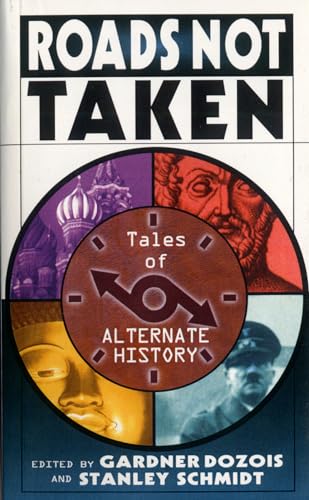 ROADS NOT
TAKEN
Tales
of
ALTERNATE
HISTORY
EDITED BY GARDNER DOZOIS
AND STANLEY SCHMIDT